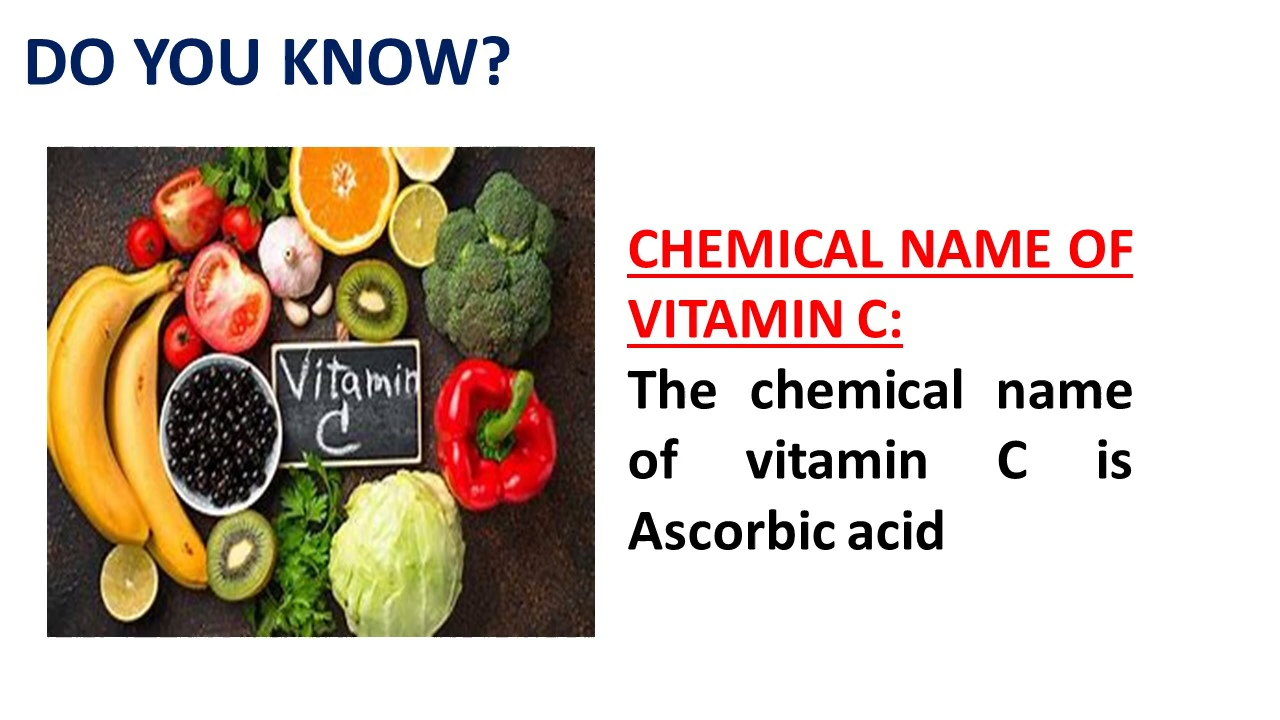 DO YOU KNOW?
Vitamin
C
CHEMICAL NAME OF
VITAMIN C:
The chemical name
of vitamin C is
Ascorbic acid